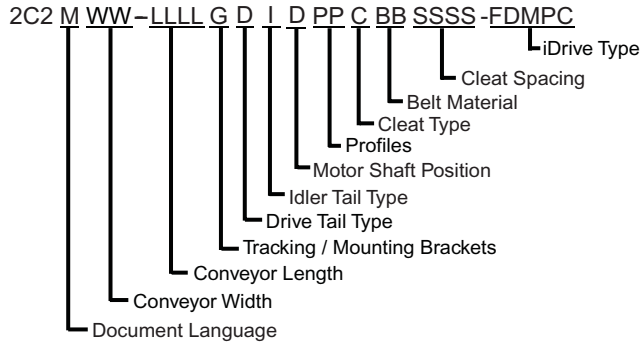 2C2 M WW – LLLL G D I D PP C BB SSSS - FDMPC
iDrive Type
Cleat Spacing
Belt Material
Cleat Type
Profiles
Motor Shaft Position
Idler Tail Type
Drive Tail Type
Tracking / Mounting Brackets
Conveyor Length
Conveyor Width
Document Language